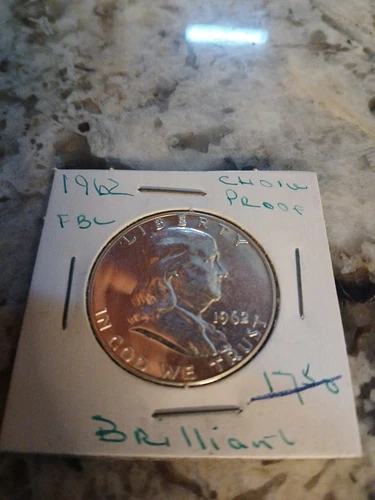 1962
CHOICE
PROOF
FBL
LIBERTY
1962
IN GOD WE TRUST
17.50
Brilliant